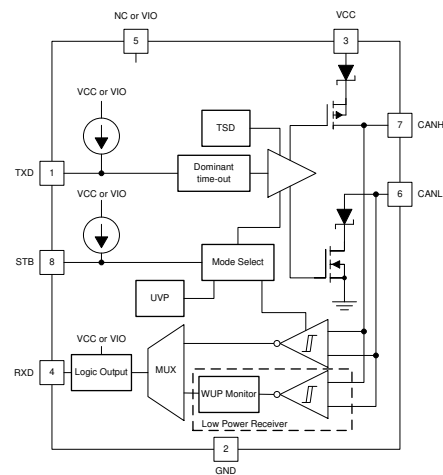 NC or VIO
VCC
5
3
VCC or VIO
TSD
7
CANH
TXD
1
Dominant
time-out
6
CANL
VCC or VIO
STB
8
Mode Select
UVP
VCC or VIO
RXD
4
Logic Output
MUX
WUP Monitor
Low Power Receiver
2
GND